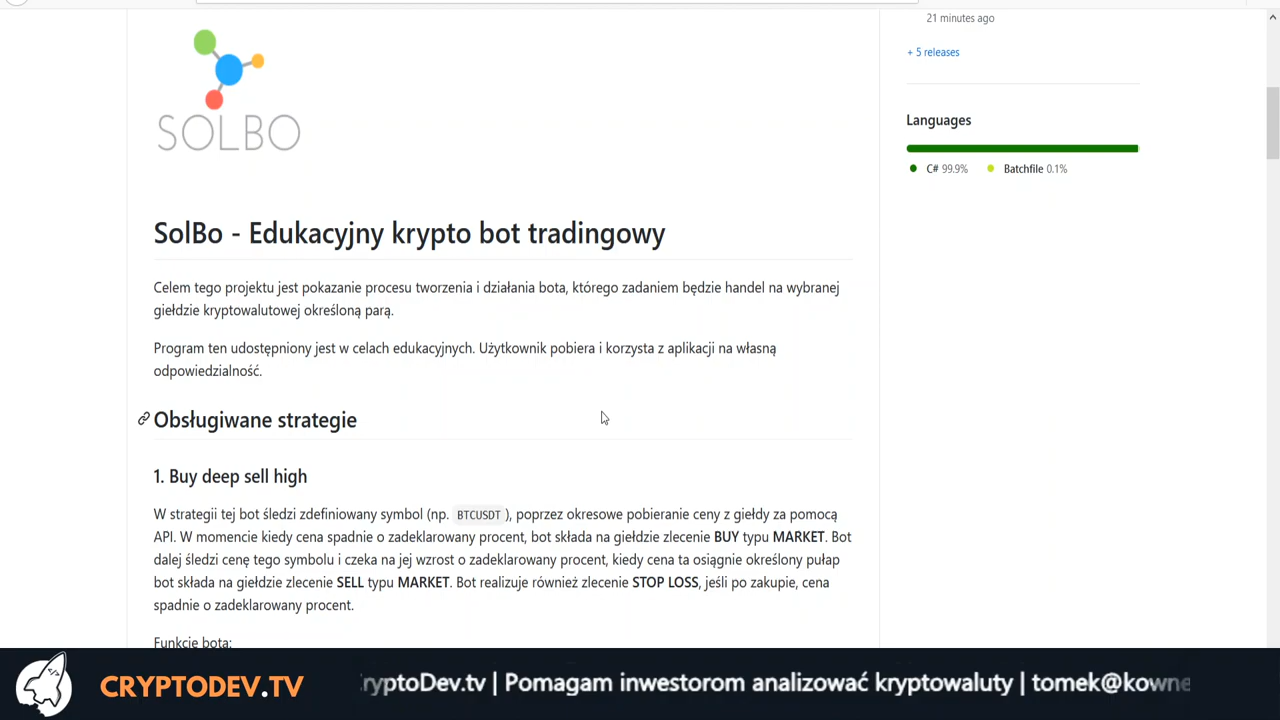 21 minutes ago
+ 5 releases
Languages
C# 99.9% Batchfile 0.1%
SOLBO
SolBo - Edukacyjny krypto bot tradingowy
Celem tego projektu jest pokazanie procesu tworzenia i działania bota, którego zadaniem będzie handel na wybranej
giełdzie kryptowalutowej określoną parą.
Program ten udostępniony jest w celach edukacyjnych. Użytkownik pobiera i korzysta z aplikacji na własną
odpowiedzialność.
Obsługiwane strategie
1. Buy deep sell high
W strategii tej bot śledzi zdefiniowany symbol (np. BTCUSDT), poprzez okresowe pobieranie ceny z giełdy za pomocą
API. W momencie kiedy cena spadnie o zadeklarowany procent, bot składa na giełdzie zlecenie BUY typu MARKET. Bot
dalej śledzi cenę tego symbolu i czeka na jej wzrost o zadeklarowany procent, kiedy cena ta osiągnie określony pułap
bot składa na giełdzie zlecenie SELL typu MARKET. Bot realizuje również zlecenie STOP LOSS, jeśli po zakupie, cena
spadnie o zadeklarowany procent.
Funkcje bota:
CRYPTODEV.TV
ryptoDev.tv | Pomagam inwestorom analizować kryptowaluty | tomek@kowne